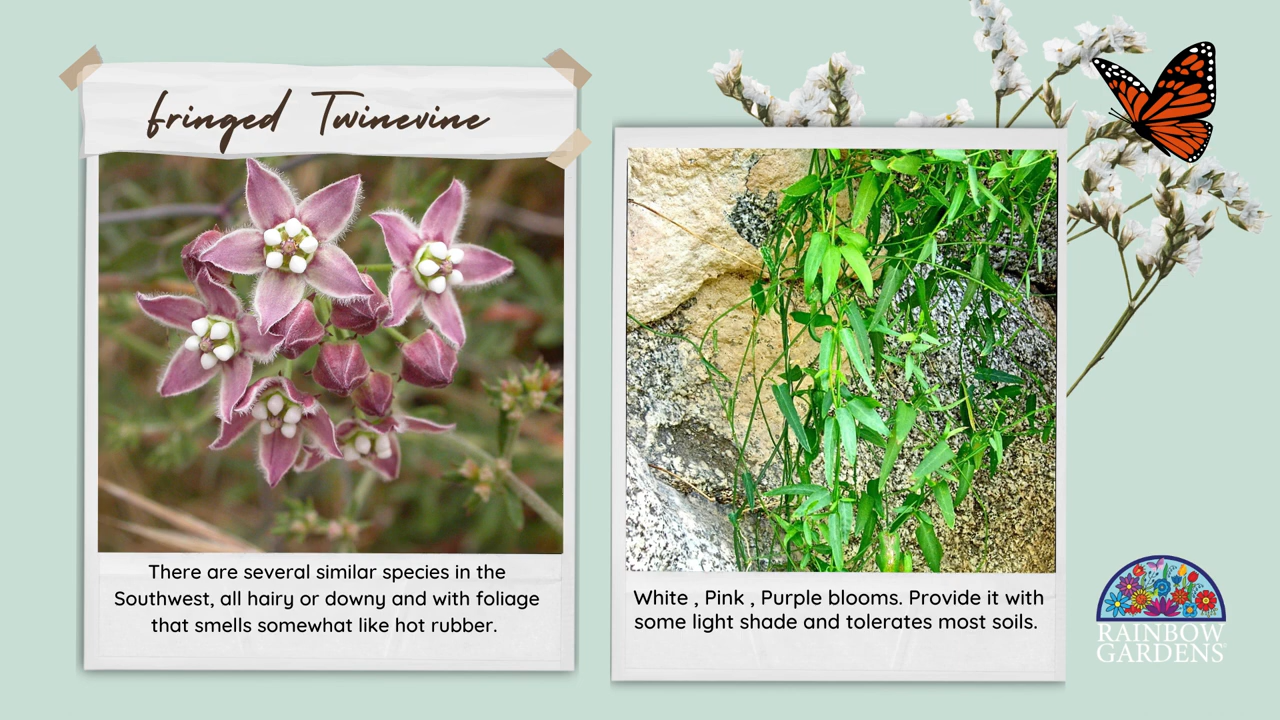 fringed Twinevine
There are several similar species in the
Southwest, all hairy or downy and with foliage
that smells somewhat like hot rubber.
White , Pink , Purple blooms. Provide it with
some light shade and tolerates most soils.
RAINBOW
GARDENS